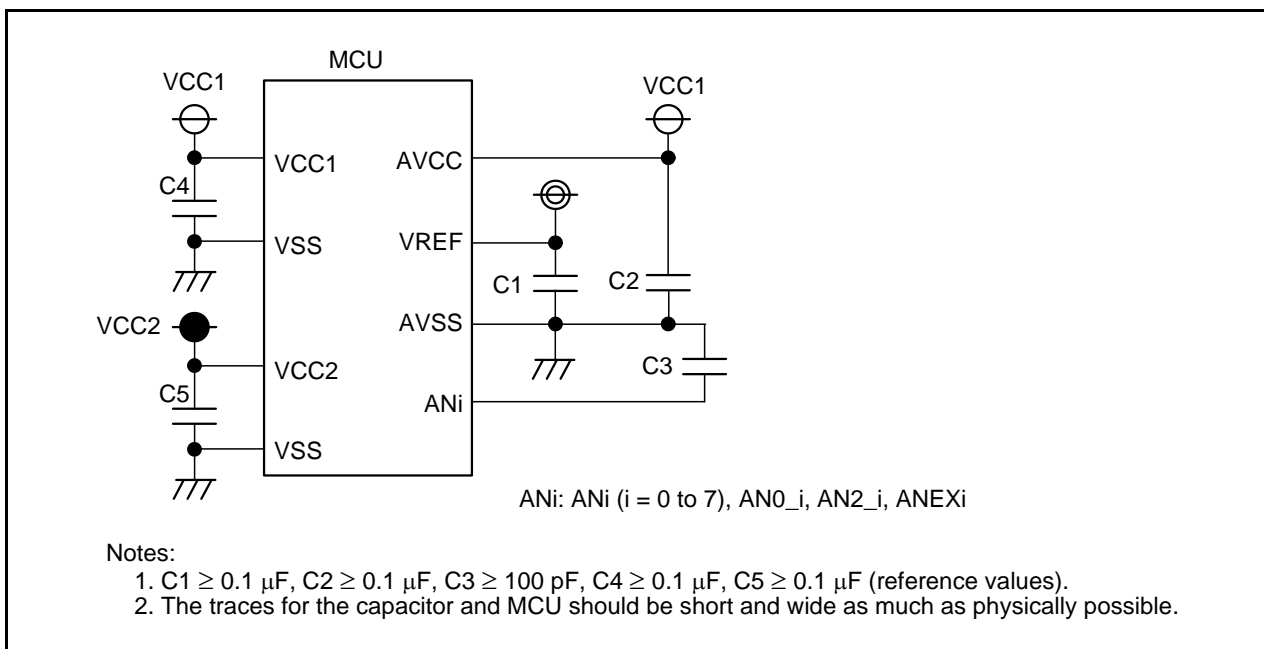 MCU
VCC1
VCC1
VCC1
AVCC
C4
VSS
VREF
C1
C2
VCC2
AVSS
VCC2
C3
C5
ANi
VSS
ANi: ANi (i = 0 to 7), AN0_i, AN2_i, ANEXi
Notes:
1. C1 ≥ 0.1 μF, C2 ≥ 0.1 μF, C3 ≥ 100 pF, C4 ≥ 0.1 μF, C5 ≥ 0.1 μF (reference values).
2. The traces for the capacitor and MCU should be short and wide as much as physically possible.